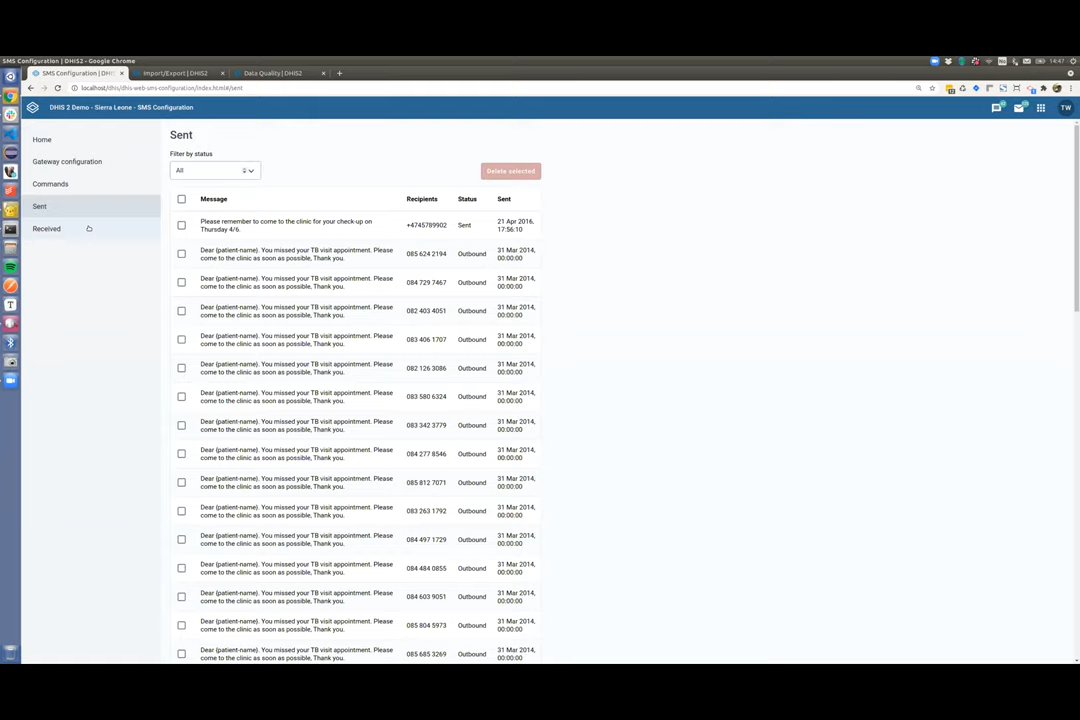 SMS Configuration | DHIS2 - Google Chrome
14:47
SMS Configuration | DHIS
Import/Export | DHIS2
Data Quality | DHIS2
localhost/dhis/dhis-web-sms-configuration/index.html#/sent
DHIS 2 Demo - Sierra Leone - SMS Configuration
TW
Home
Gateway configuration
Commands
Sent
Received
Sent
Filter by status
All
Delete selected
Message Recipients Status Sent
Please remember to come to the clinic for your check-up on
Thursday 4/6.
+4745789902 Sent
21 Apr 2016,
17:56:10
Dear {patient-name}. You missed your TB visit appointment. Please
come to the clinic as soon as possible, Thank you.
085 624 2194 Outbound
31 Mar 2014,
00:00:00
Dear {patient-name}. You missed your TB visit appointment. Please
come to the clinic as soon as possible, Thank you.
084 729 7467 Outbound
31 Mar 2014,
00:00:00
Dear {patient-name}. You missed your TB visit appointment. Please
come to the clinic as soon as possible, Thank you.
082 403 4051 Outbound
31 Mar 2014,
00:00:00
Dear {patient-name}. You missed your TB visit appointment. Please
come to the clinic as soon as possible, Thank you.
083 406 1707 Outbound
31 Mar 2014,
00:00:00
Dear {patient-name}. You missed your TB visit appointment. Please
come to the clinic as soon as possible, Thank you.
082 126 3086 Outbound
31 Mar 2014,
00:00:00
Dear {patient-name}. You missed your TB visit appointment. Please
come to the clinic as soon as possible, Thank you.
083 580 6324 Outbound
31 Mar 2014,
00:00:00
Dear {patient-name}. You missed your TB visit appointment. Please
come to the clinic as soon as possible, Thank you.
083 342 3779 Outbound
31 Mar 2014,
00:00:00
Dear {patient-name}. You missed your TB visit appointment. Please
come to the clinic as soon as possible, Thank you.
084 277 8546 Outbound
31 Mar 2014,
00:00:00
Dear {patient-name}. You missed your TB visit appointment. Please
come to the clinic as soon as possible, Thank you.
085 812 7071 Outbound
31 Mar 2014,
00:00:00
Dear {patient-name}. You missed your TB visit appointment. Please
come to the clinic as soon as possible, Thank you.
083 263 1792 Outbound
31 Mar 2014,
00:00:00
Dear {patient-name}. You missed your TB visit appointment. Please
come to the clinic as soon as possible, Thank you.
084 497 1729 Outbound
31 Mar 2014,
00:00:00
Dear {patient-name}. You missed your TB visit appointment. Please
come to the clinic as soon as possible, Thank you.
084 484 0855 Outbound
31 Mar 2014,
00:00:00
Dear {patient-name}. You missed your TB visit appointment. Please
come to the clinic as soon as possible, Thank you.
084 603 9051 Outbound
31 Mar 2014,
00:00:00
Dear {patient-name}. You missed your TB visit appointment. Please
come to the clinic as soon as possible, Thank you.
085 804 5973 Outbound
31 Mar 2014,
00:00:00
Dear {patient-name}. You missed your TB visit appointment. Please
come to the clinic as soon as possible, Thank you.
085 685 3269 Outbound
31 Mar 2014,
00:00:00